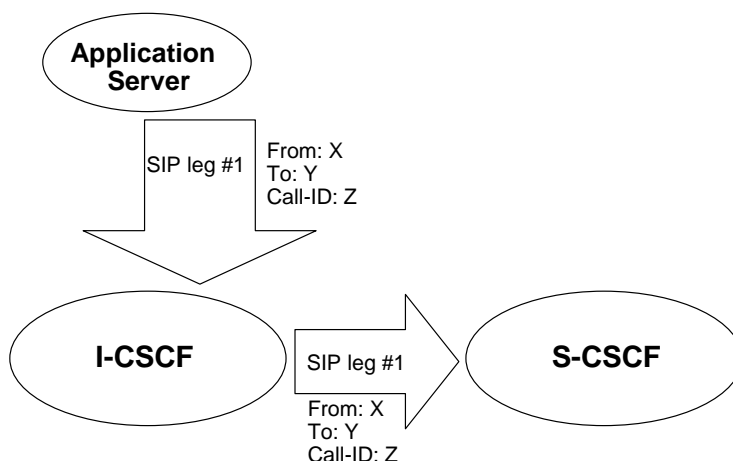 Application
Server
SIP leg #1
From: X
To: Y
Call-ID: Z
I-CSCF
SIP leg #1
S-CSCF
From: X
To: Y
Call-ID: Z